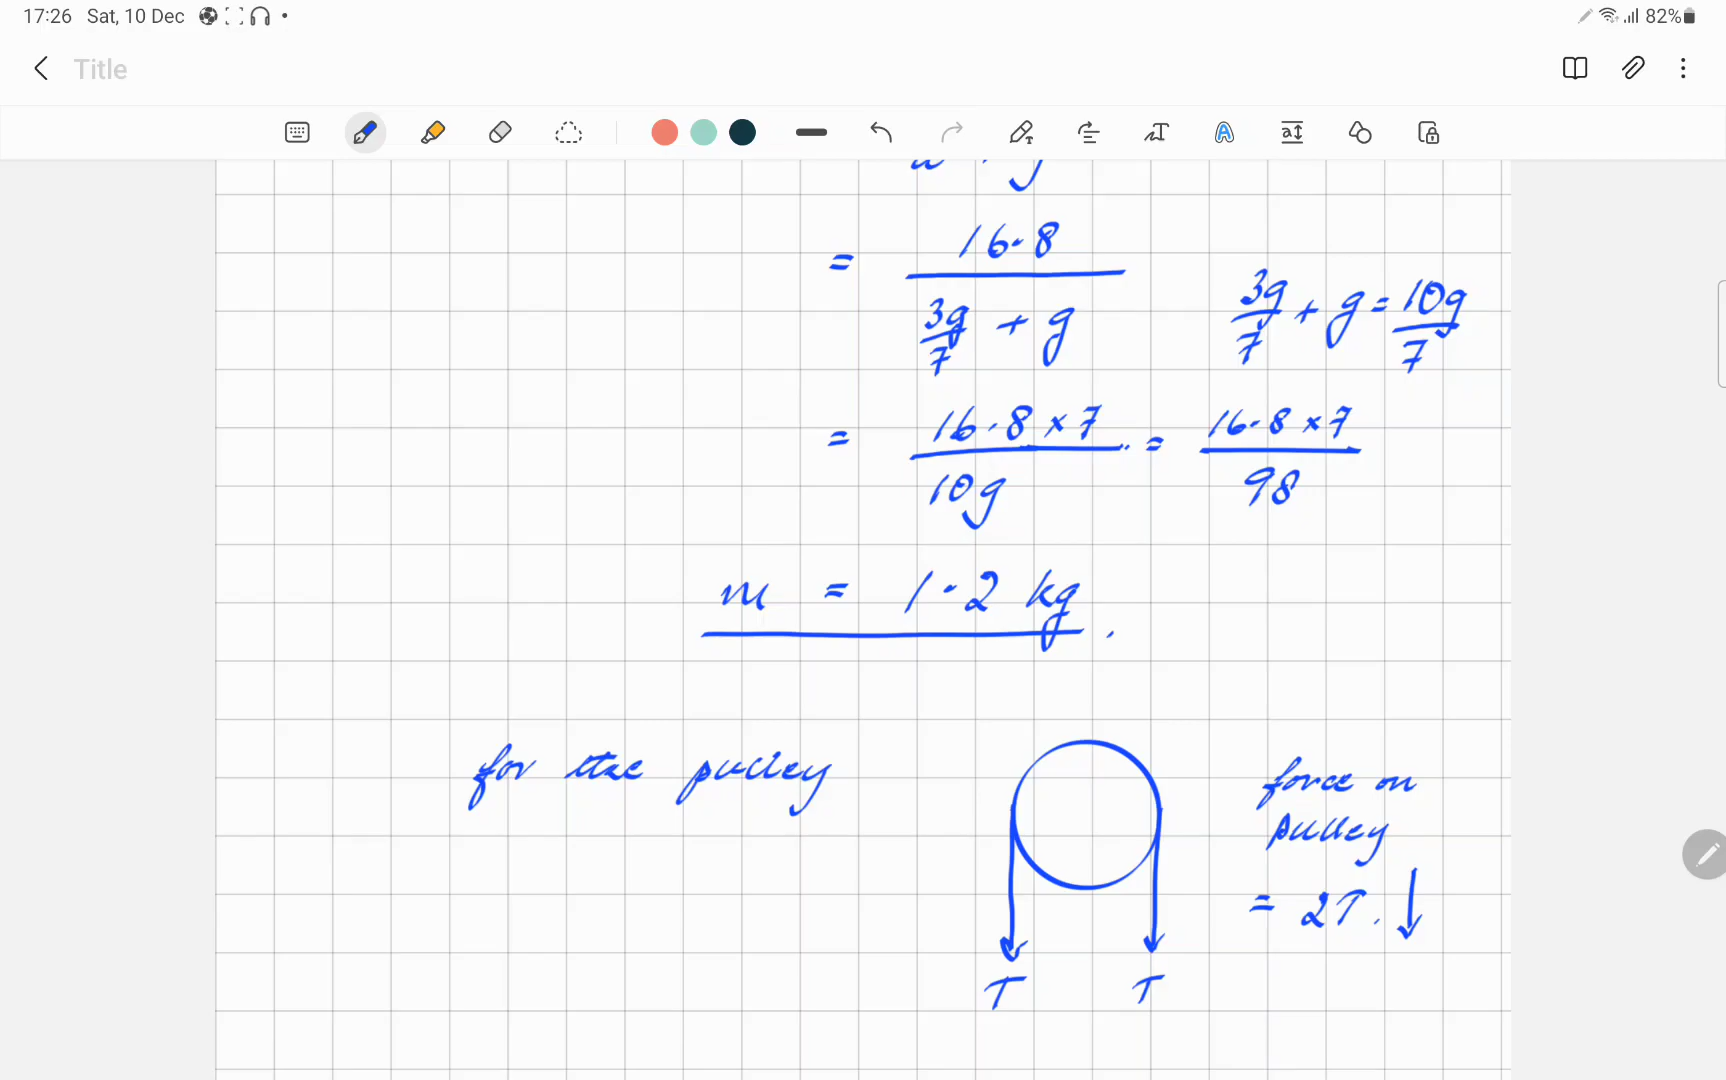 17:26 Sat, 10 Dec 82%
Title
= 16.8
3g/7 + g
3g/7 + g = 10g/7
= 16.8 × 7 / 10g = 16.8 × 7 / 98
m = 1.2 kg.
for the pulley
force on
pulley
= 2T. ↓
T T